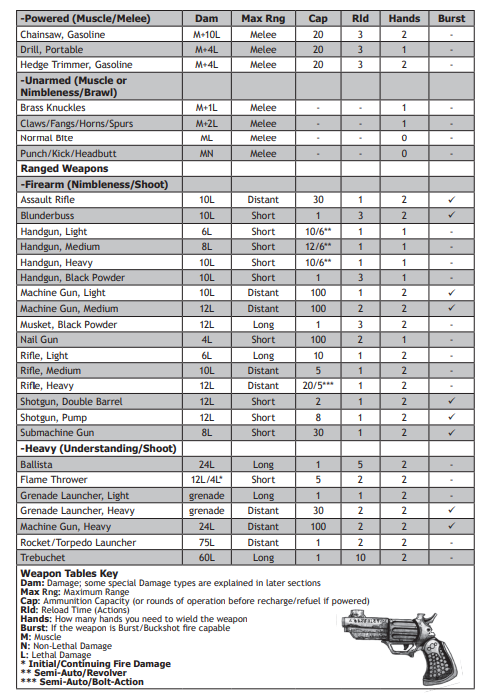 -Powered (Muscle/Melee) Dam Max Rng Cap Rld Hands Burst
Chainsaw, Gasoline M+10L Melee 20 3 2 -
Drill, Portable M+4L Melee 20 3 1 -
Hedge Trimmer, Gasoline M+4L Melee 20 3 2 -
-Unarmed (Muscle or
Nimbleness/Brawl)
Brass Knuckles M+1L Melee - - 1 -
Claws/Fangs/Horns/Spurs M+2L Melee - - 1 -
Normal Bite ML Melee - - 0 -
Punch/Kick/Headbutt MN Melee - - 0 -
Ranged Weapons
-Firearm (Nimbleness/Shoot)
Assault Rifle 10L Distant 30 1 2 ✓
Blunderbuss 10L Short 1 3 2 ✓
Handgun, Light 6L Short 10/6** 1 1 -
Handgun, Medium 8L Short 12/6** 1 1 -
Handgun, Heavy 10L Short 10/6** 1 1 -
Handgun, Black Powder 10L Short 1 3 1 -
Machine Gun, Light 10L Distant 100 1 2 ✓
Machine Gun, Medium 12L Distant 100 2 2 ✓
Musket, Black Powder 12L Long 1 3 2 -
Nail Gun 4L Short 100 2 1 -
Rifle, Light 6L Long 10 1 2 -
Rifle, Medium 10L Distant 5 1 2 -
Rifle, Heavy 12L Distant 20/5*** 1 2 -
Shotgun, Double Barrel 12L Short 2 1 2 ✓
Shotgun, Pump 12L Short 8 1 2 ✓
Submachine Gun 8L Short 30 1 2 ✓
-Heavy (Understanding/Shoot)
Ballista 24L Long 1 5 2 -
Flame Thrower 12L/4L* Short 5 2 2 -
Grenade Launcher, Light grenade Long 1 1 2 -
Grenade Launcher, Heavy grenade Distant 30 2 2 ✓
Machine Gun, Heavy 24L Distant 100 2 2 ✓
Rocket/Torpedo Launcher 75L Distant 1 2 2 -
Trebuchet 60L Long 1 10 2 -
Weapon Tables Key
Dam: Damage; some special Damage types are explained in later sections
Max Rng: Maximum Range
Cap: Ammunition Capacity (or rounds of operation before recharge/refuel if powered)
Rld: Reload Time (Actions)
Hands: How many hands you need to wield the weapon
Burst: If the weapon is Burst/Buckshot fire capable
M: Muscle
N: Non-Lethal Damage
L: Lethal Damage
* Initial/Continuing Fire Damage
** Semi-Auto/Revolver
*** Semi-Auto/Bolt-Action